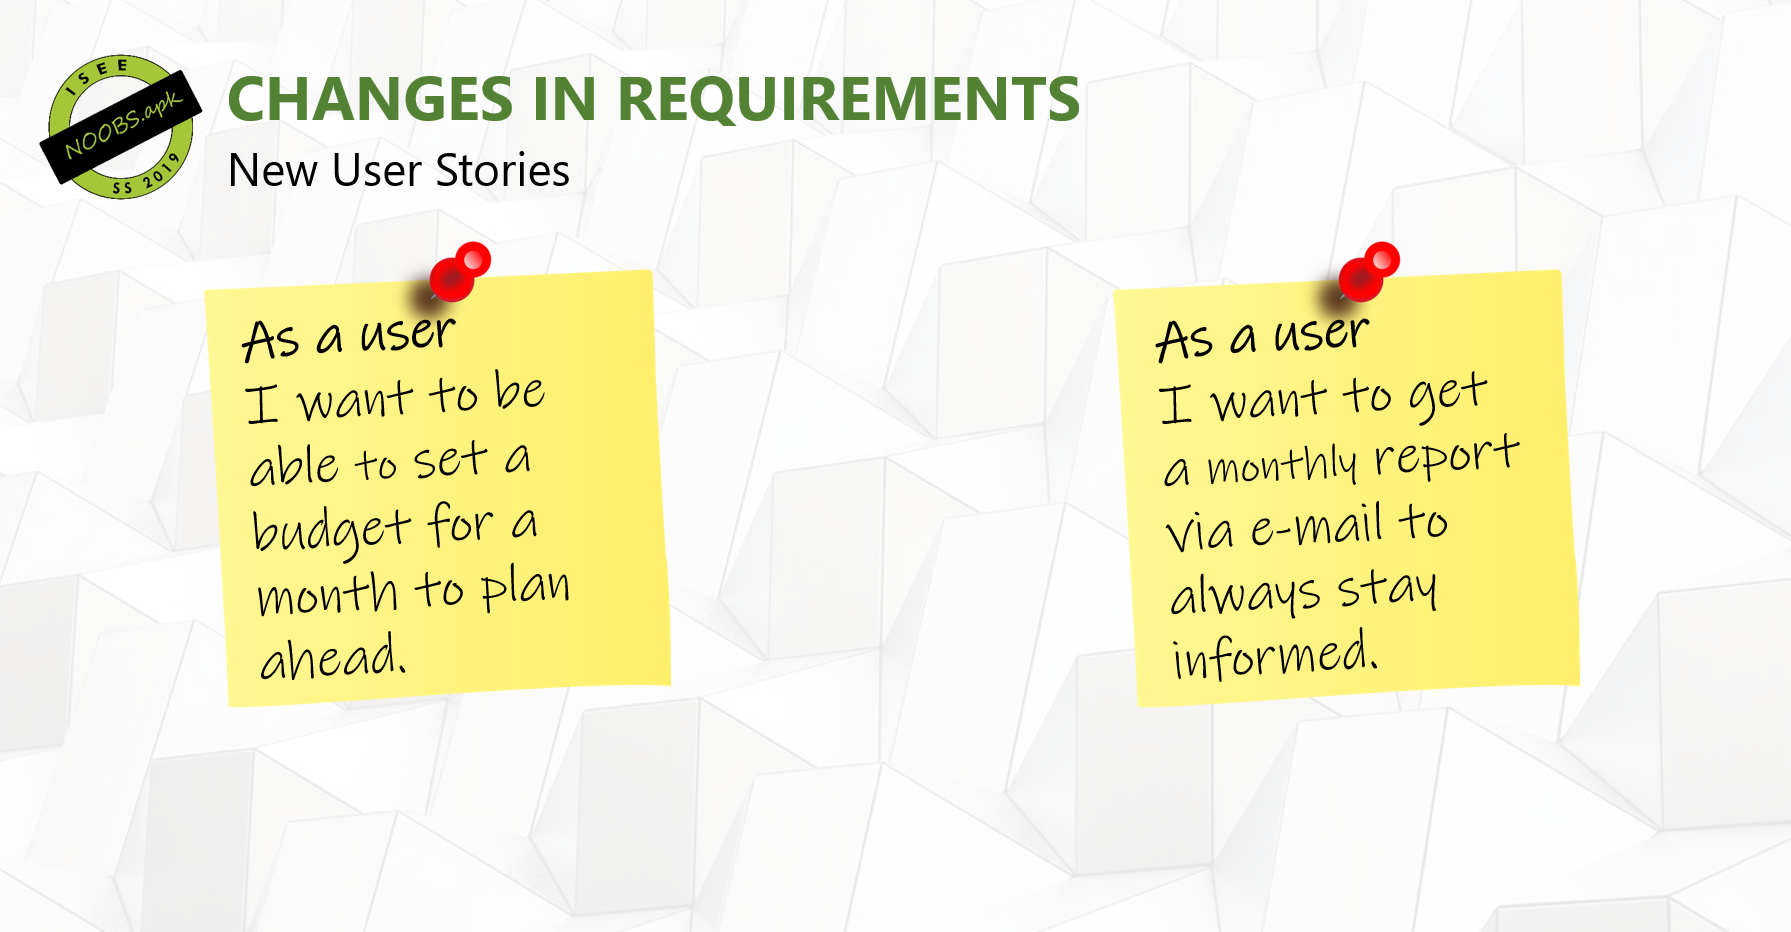 ISEE
NOOBS.apk
SS 2019
CHANGES IN REQUIREMENTS
New User Stories
As a user
I want to be
able to set a
budget for a
month to plan
ahead.
As a user
I want to get
a monthly report
via e-mail to
always stay
informed.